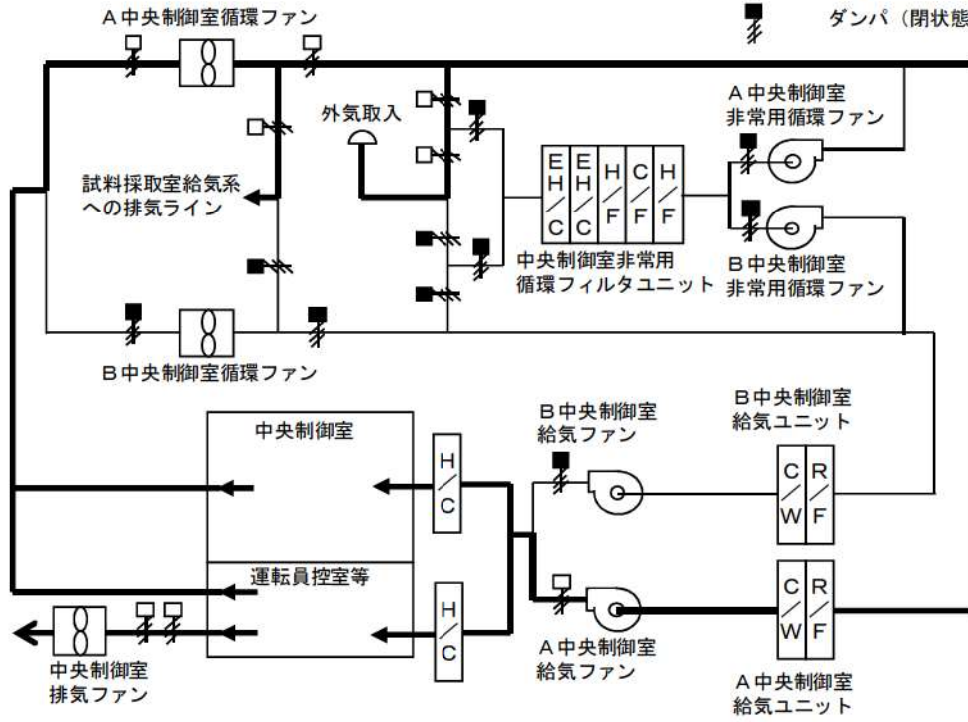 A中央制御室循環ファン
ダンパ（閉状態
外気取入
A中央制御室
非常用循環ファン
試料採取室給気系
への排気ライン
EH/C
EH/C
H/F
C/F
H/F
中央制御室非常用
循環フィルタユニット
B中央制御室
非常用循環ファン
B中央制御室循環ファン
中央制御室
H/C
B中央制御室
給気ファン
B中央制御室
給気ユニット
C/W
R/F
運転員控室等
H/C
A中央制御室
給気ファン
C/W
R/F
A中央制御室
給気ユニット
中央制御室
排気ファン